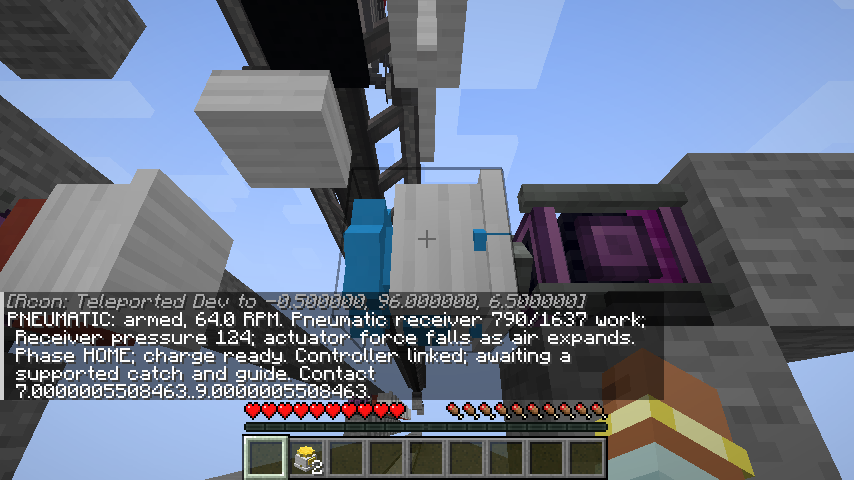 [Rcon: Teleported Dev to -0.500000, 96.000000, 6.500000]
PNEUMATIC: armed, 64.0 RPM. Pneumatic receiver 790/1637 work;
Receiver pressure 124; actuator force falls as air expands.
Phase HOME; charge ready. Controller linked; awaiting a
supported catch and guide. Contact
7.0000005508463..9.0000005508463.
2